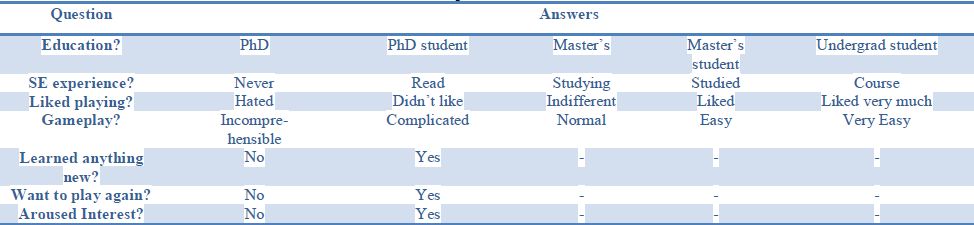 Question Answers
Education? PhD PhD student Master's Master's student Undergrad student
SE experience? Never Read Studying Studied Course
Liked playing? Hated Didn't like Indifferent Liked Liked very much
Gameplay? Incompre-hensible Complicated Normal Easy Very Easy
Learned anything new? No Yes - - -
Want to play again? No Yes - - -
Aroused Interest? No Yes - - -